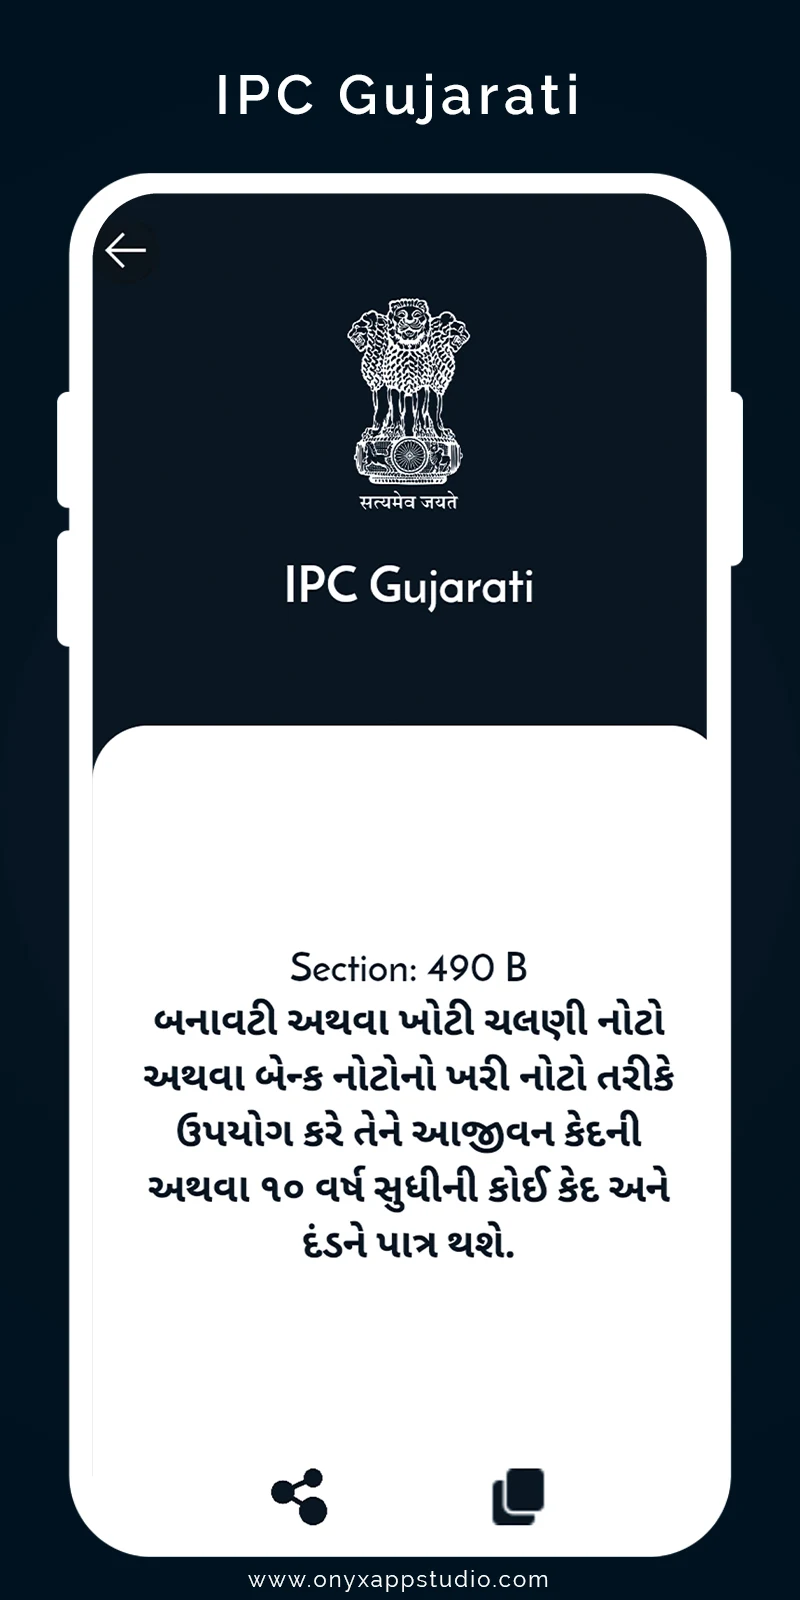 IPC Gujarati
सत्यमेव जयते
IPC Gujarati
Section: 490 B
બનાવટી અથવા ખોટી ચલણી નોટો
અથવા બેન્ક નોટોનો ખરી નોટો તરીકે
ઉપયોગ કરે તેને આજીવન કેદની
અથવા ૧૦ વર્ષ સુધીની કોઈ કેદ અને
દંડને પાત્ર થશે.
www.onyxappstudio.com